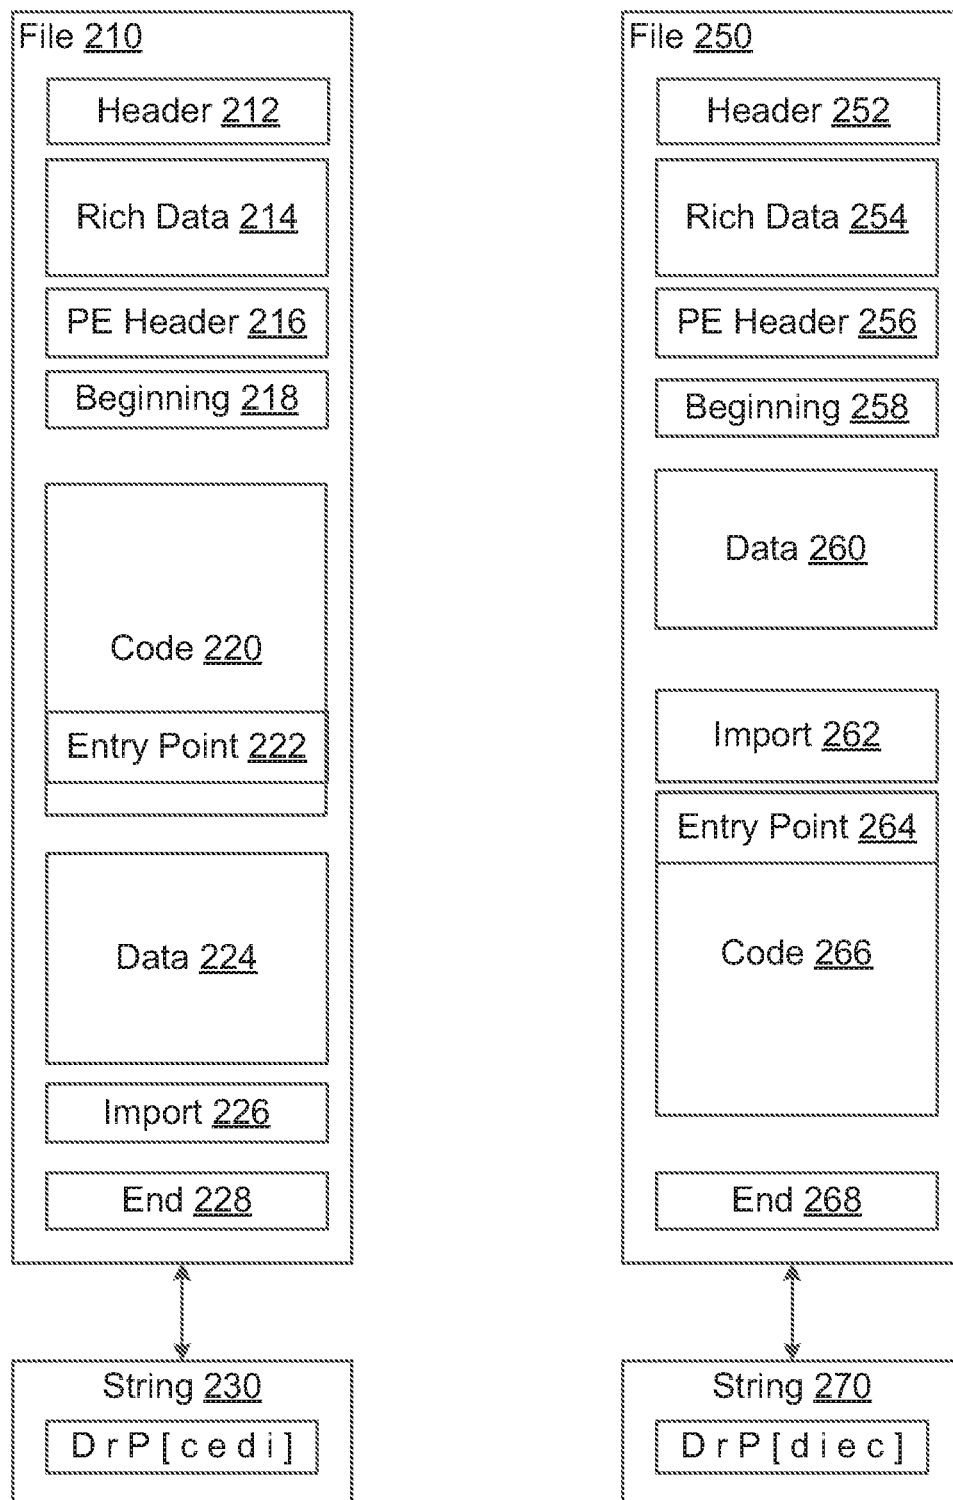 File 210
Header 212
Rich Data 214
PE Header 216
Beginning 218
Code 220
Entry Point 222
Data 224
Import 226
End 228
String 230
D r P [ c e d i ]
File 250
Header 252
Rich Data 254
PE Header 256
Beginning 258
Data 260
Import 262
Entry Point 264
Code 266
End 268
String 270
D r P [ d i e c ]